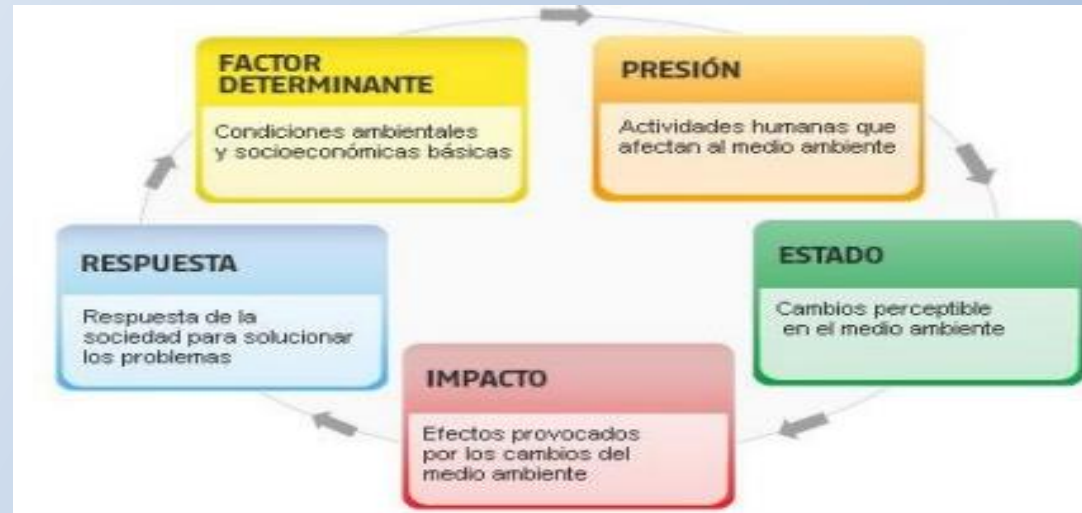 FACTOR
DETERMINANTE
Condiciones ambientales
y socioeconómicas básicas
PRESIÓN
Actividades humanas que
afectan al medio ambiente
ESTADO
Cambios perceptible
en el medio ambiente
IMPACTO
Efectos provocados
por los cambios del
medio ambiente
RESPUESTA
Respuesta de la
sociedad para solucionar
los problemas